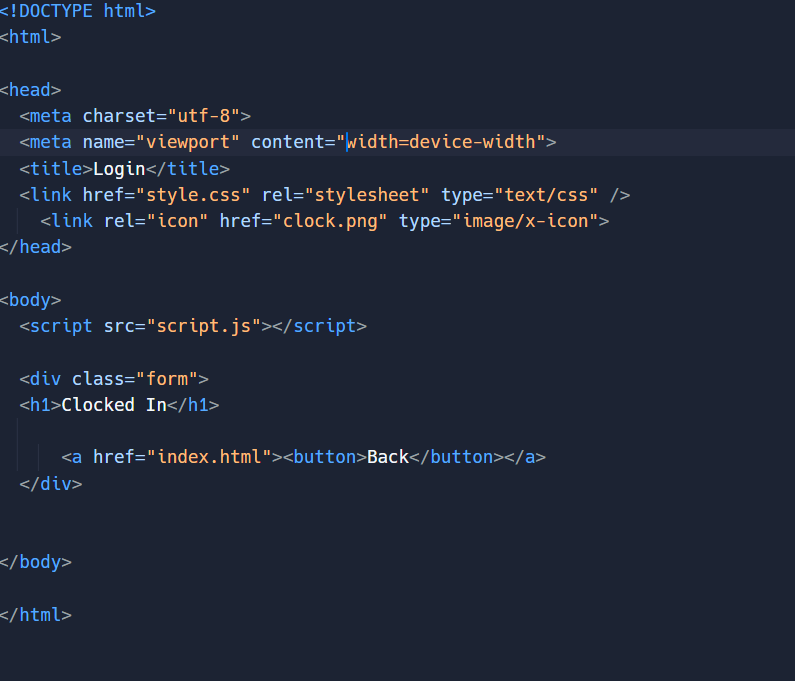 <!DOCTYPE html>
<html>
<head>
<meta charset="utf-8">
<meta name="viewport" content="width=device-width">
<title>Login</title>
<link href="style.css" rel="stylesheet" type="text/css" />
<link rel="icon" href="clock.png" type="image/x-icon">
</head>
<body>
<script src="script.js"></script>
<div class="form">
<h1>Clocked In</h1>
<a href="index.html"><button>Back</button></a>
</div>
</body>
</html>